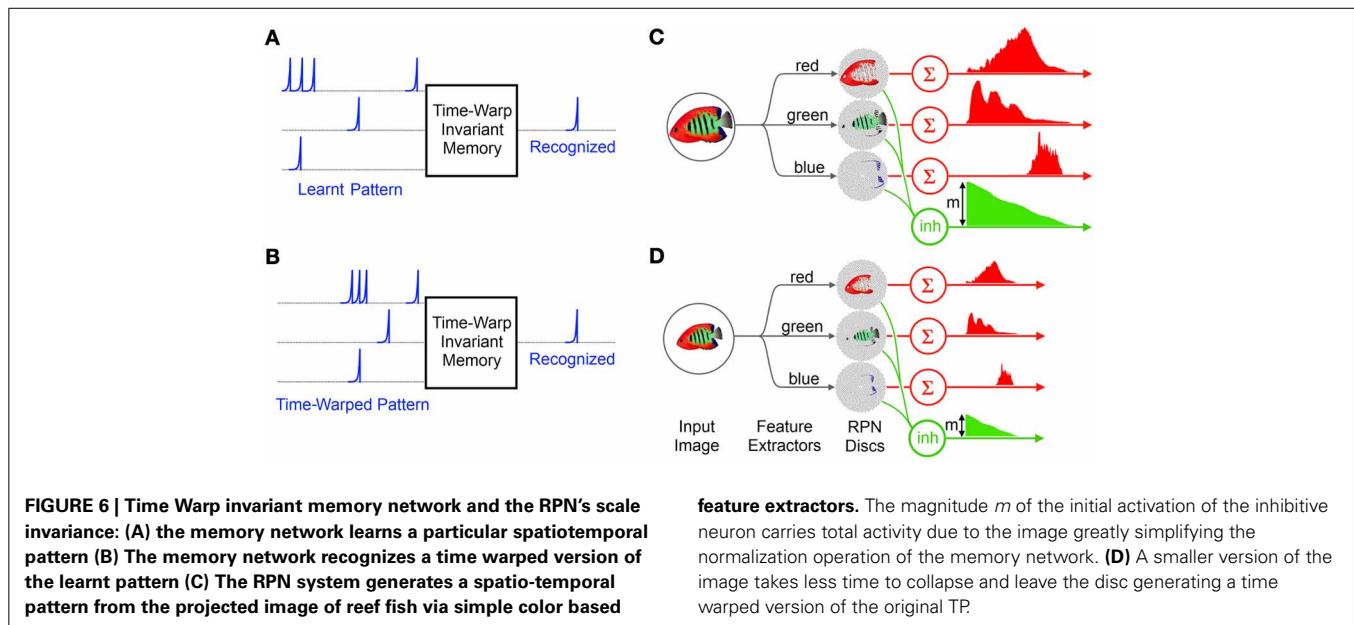 A
Time-Warp
Invariant
Memory
Recognized
Learnt Pattern
B
Time-Warp
Invariant
Memory
Recognized
Time-Warped Pattern
C
red
green
blue
Σ
Σ
Σ
inh
m
D
red
green
blue
Σ
Σ
Σ
inh
m
Input
Image
Feature
Extractors
RPN
Discs
FIGURE 6 | Time Warp invariant memory network and the RPN's scale
invariance: (A) the memory network learns a particular spatiotemporal
pattern (B) The memory network recognizes a time warped version of
the learnt pattern (C) The RPN system generates a spatio-temporal
pattern from the projected image of reef fish via simple color based
feature extractors. The magnitude m of the initial activation of the inhibitive
neuron carries total activity due to the image greatly simplifying the
normalization operation of the memory network. (D) A smaller version of the
image takes less time to collapse and leave the disc generating a time
warped version of the original TP.